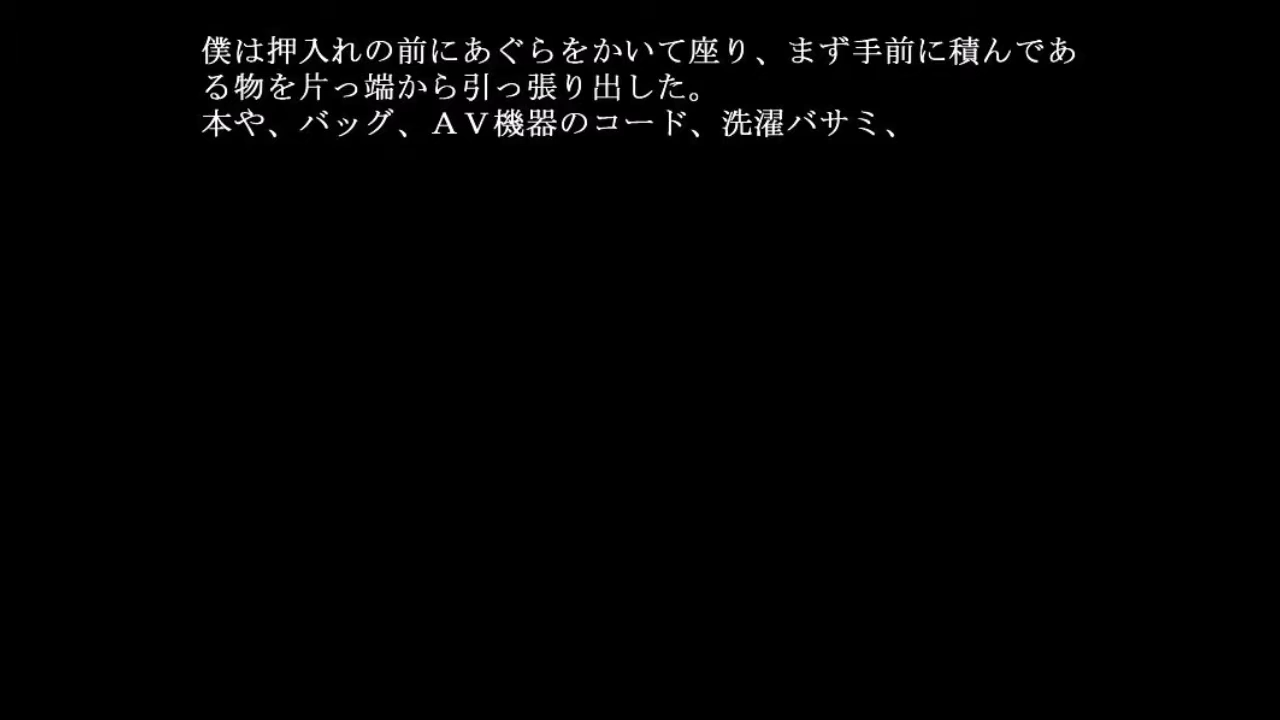 僕は押入れの前にあぐらをかいて座り、まず手前に積んであ
る物を片っ端から引っ張り出した。
本や、バッグ、ＡＶ機器のコード、洗濯バサミ、